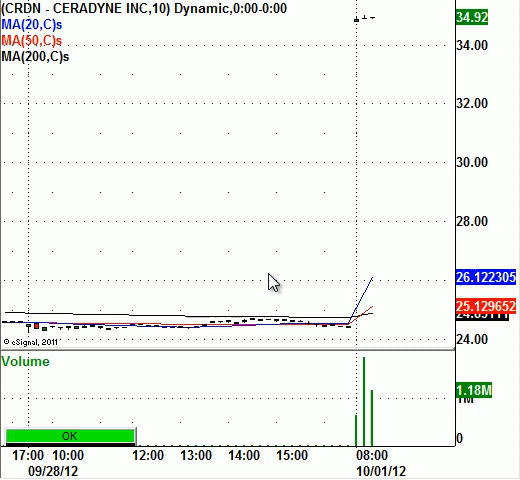 (CRDN - CERADYNE INC,10) Dynamic,0:00-0:00
MA(20,C)s
MA(50,C)s
MA(200,C)s
34.92
34.00
32.00
30.00
28.00
26.122305
25.129652
24.00
© eSignal, 2011
Volume
1.18M
1M
0
OK
17:00 10:00 12:00 13:00 14:00 15:00 08:00
09/28/12 10/01/12